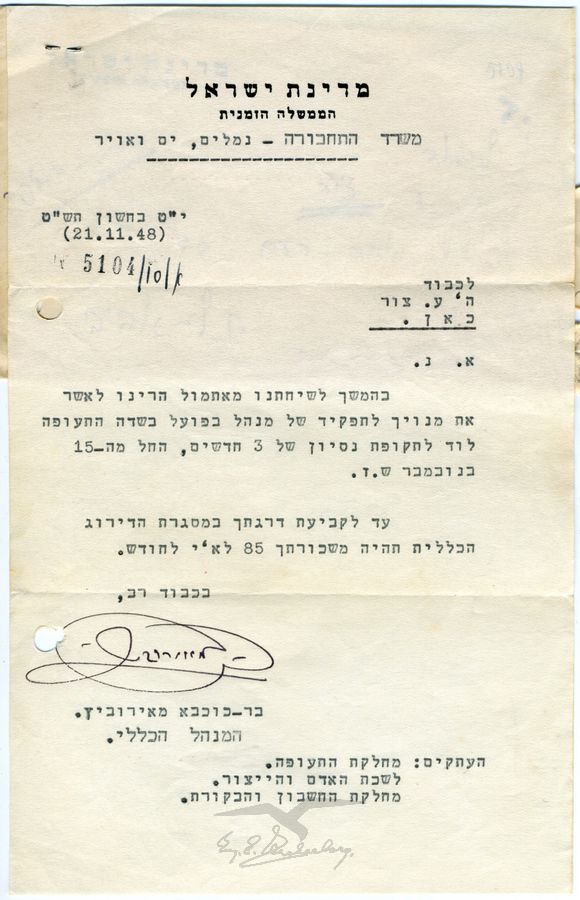 מדינת ישראל
הממשלה הזמנית
משרד התחבורה – נמלים, ים ואויר
י"ט בחשון תש"ט
(21.11.48)
5104/10/
לכבוד
ה' ע. צור
כ א ן .
א. נ.
בהמשך לשיחתנו מאתמול הרינו לאשר
את מנויך לתפקיד של מנהל בפועל בשדה התעופה
לוד לתקופת נסיון של 3 חדשים, החל מה-15
בנובמבר ש.ז.
עד לקביעת דרגתך במסגרת הדירוג
הכללית תהיה משכורתך 85 לא"י לחודש.
בכבוד רב,
בר-כוכבא מאירוביץ.
המנהל הכללי.
העתקים: מחלקת התעופה.
לשכת האדם והייצור.
מחלקת החשבון והבקורת.